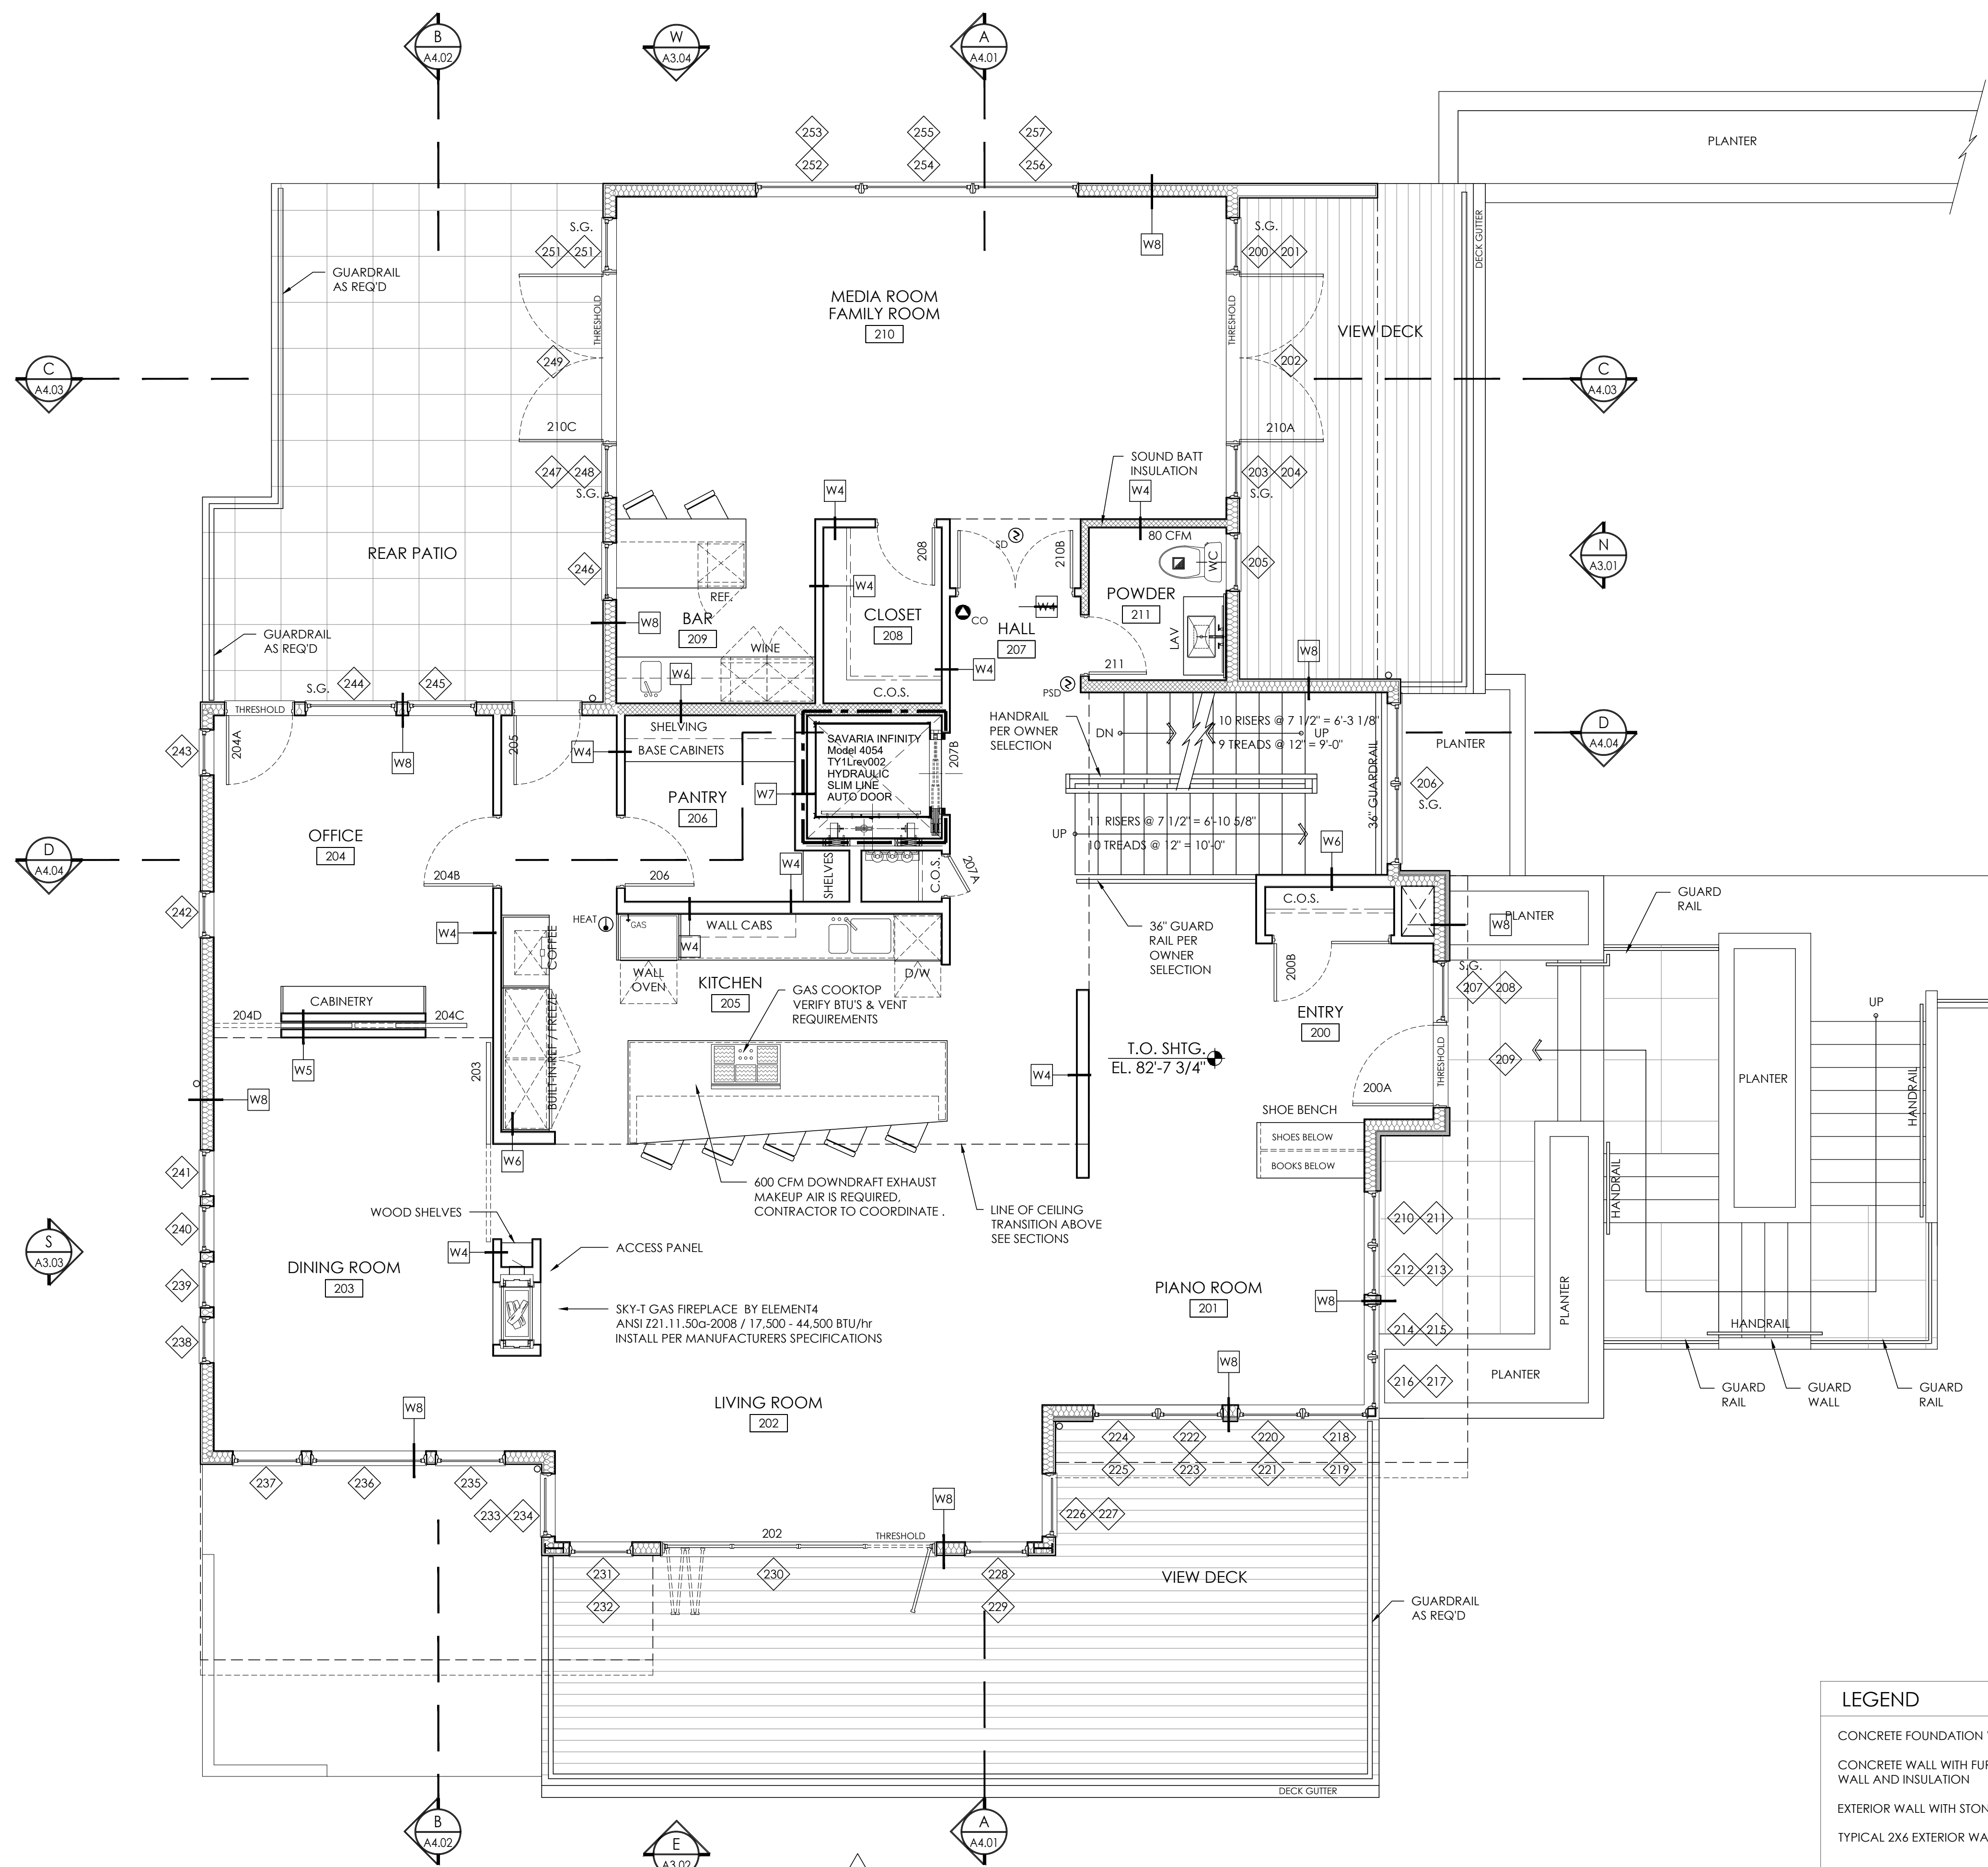 B
A4.02
W
A3.04
A
A4.01
PLANTER
253
252
255
254
257
256
W8
S.G.
251
251
S.G.
200
201
DECK GUTTER
GUARDRAIL
AS REQ'D
MEDIA ROOM
FAMILY ROOM
210
THRESHOLD
THRESHOLD
VIEW DECK
249
202
C
A4.03
C
A4.03
210C
210A
247
248
S.G.
SOUND BATT
INSULATION
203
204
S.G.
W4
W4
REAR PATIO
246
REF.
208
SD
210B
80 CFM
WC
205
N
A3.01
W4
W4
POWDER
211
CLOSET
208
CO
HALL
207
LAV
BAR
209
W8
GUARDRAIL
AS REQ'D
WINE
W6
W4
211
W8
S.G.
244
245
C.O.S.
PSD
THRESHOLD
SHELVING
BASE CABINETS
HANDRAIL
PER OWNER
SELECTION
10 RISERS @ 7 1/2" = 6'-3 1/8"
DN
UP
9 TREADS @ 12" = 9'-0"
36" GUARDRAIL
PLANTER
D
A4.04
243
204A
W8
205
W4
SAVARIA INFINITY
Model 4054
TY1Lrev002
HYDRAULIC
SLIM LINE
AUTO DOOR
207B
206
S.G.
W7
PANTRY
206
11 RISERS @ 7 1/2" = 6'-10 5/8"
UP
10 TREADS @ 12" = 10'-0"
OFFICE
204
D
A4.04
W6
W4
204B
206
SHELVES
C.O.S.
207A
C.O.S.
GUARD
RAIL
242
W4
HEAT
GAS
WALL CABS
W4
COFFEE
36" GUARD
RAIL PER
OWNER
SELECTION
PLANTER
W8
WALL
OVEN
D/W
KITCHEN
205
GAS COOKTOP
VERIFY BTU'S & VENT
REQUIREMENTS
200B
S.G.
207
208
CABINETRY
204D
204C
BUILT-IN REF / FREEZE
ENTRY
200
UP
T.O. SHTG.
EL. 82'-7 3/4"
209
203
W5
W4
THRESHOLD
PLANTER
HANDRAIL
W8
200A
SHOE BENCH
SHOES BELOW
BOOKS BELOW
W6
241
HANDRAIL
600 CFM DOWNDRAFT EXHAUST
MAKEUP AIR IS REQUIRED,
CONTRACTOR TO COORDINATE .
LINE OF CEILING
TRANSITION ABOVE
SEE SECTIONS
WOOD SHELVES
210
211
240
S
A3.03
W4
ACCESS PANEL
DINING ROOM
203
212
213
239
PIANO ROOM
201
W8
PLANTER
SKY-T GAS FIREPLACE BY ELEMENT4
ANSI Z21.11.50a-2008 / 17,500 - 44,500 BTU/hr
INSTALL PER MANUFACTURERS SPECIFICATIONS
214
215
HANDRAIL
238
W8
216
217
PLANTER
GUARD
RAIL
GUARD
WALL
GUARD
RAIL
LIVING ROOM
202
W8
224
222
220
218
225
223
221
219
237
236
235
233
234
W8
226
227
202
THRESHOLD
231
230
228
232
229
VIEW DECK
GUARDRAIL
AS REQ'D
DECK GUTTER
B
A4.02
A
A4.01
E
A3.02
LEGEND
CONCRETE FOUNDATION
CONCRETE WALL WITH
WALL AND INSULATION
EXTERIOR WALL WITH
TYPICAL 2X6 EXTERIOR